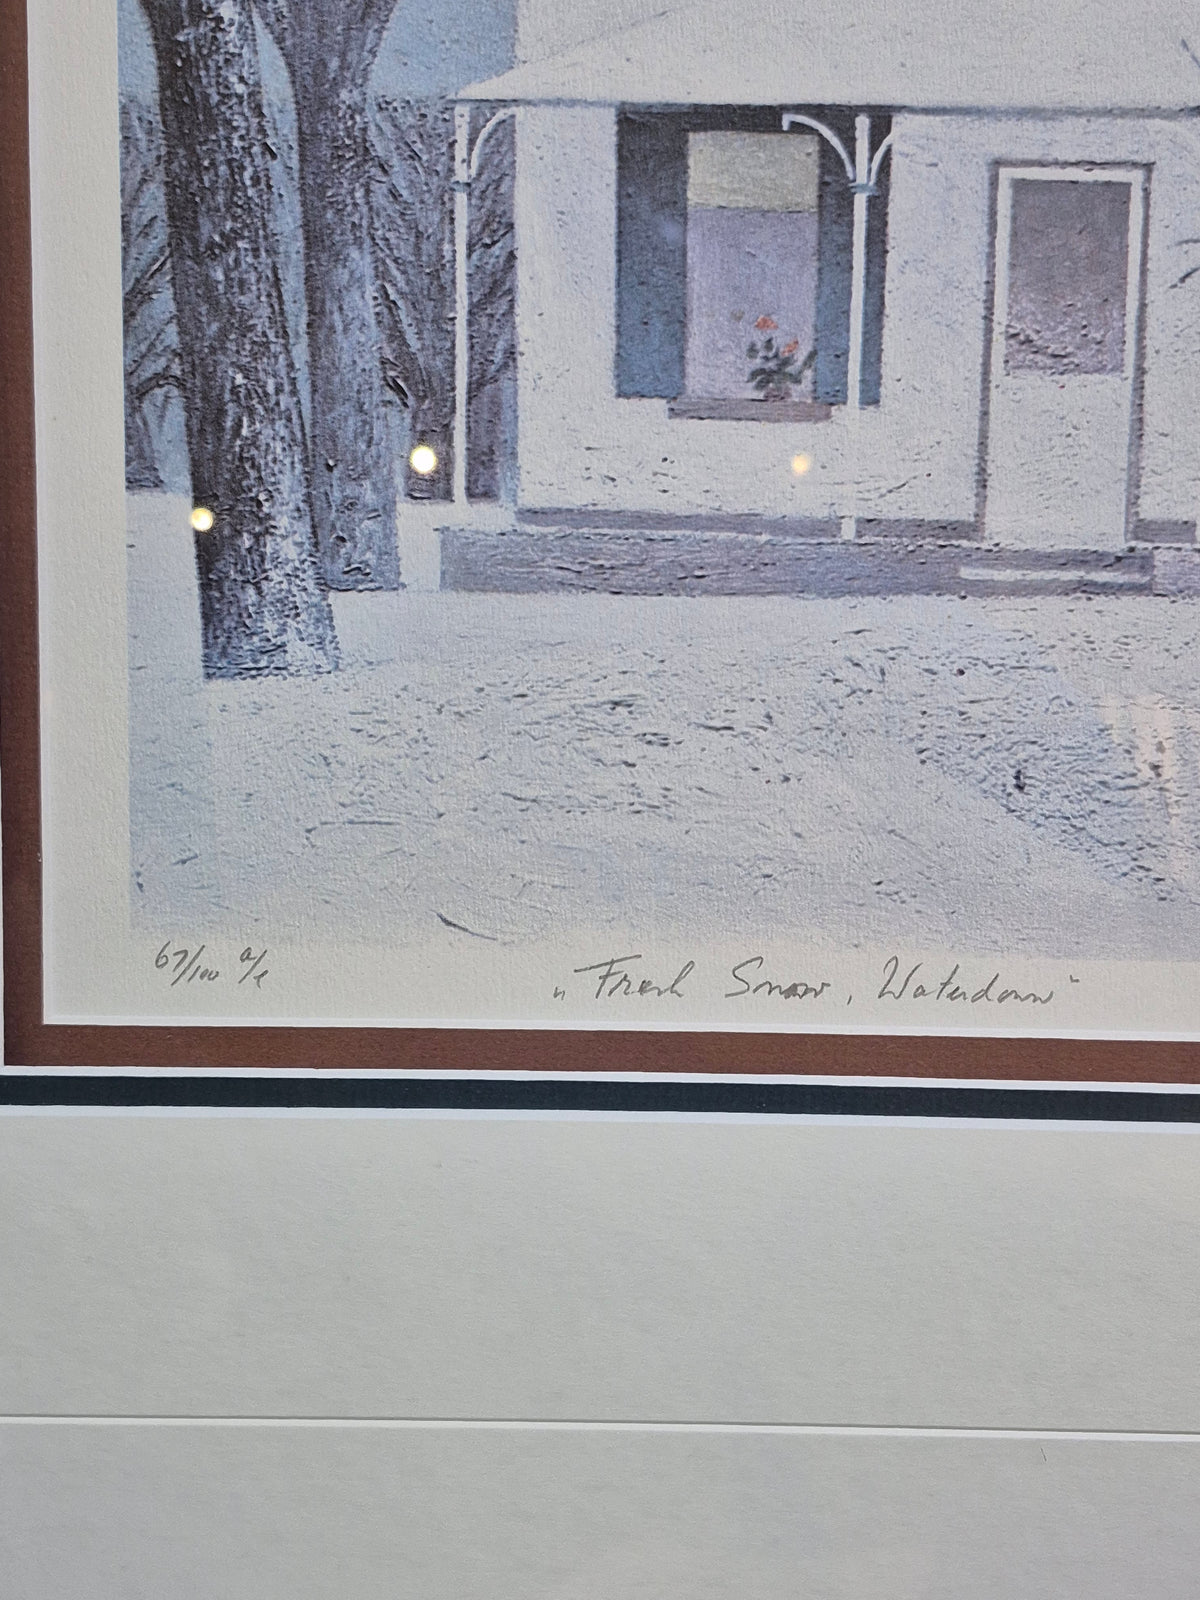 67/100 a/e
"Fresh Snow, Waterdown"